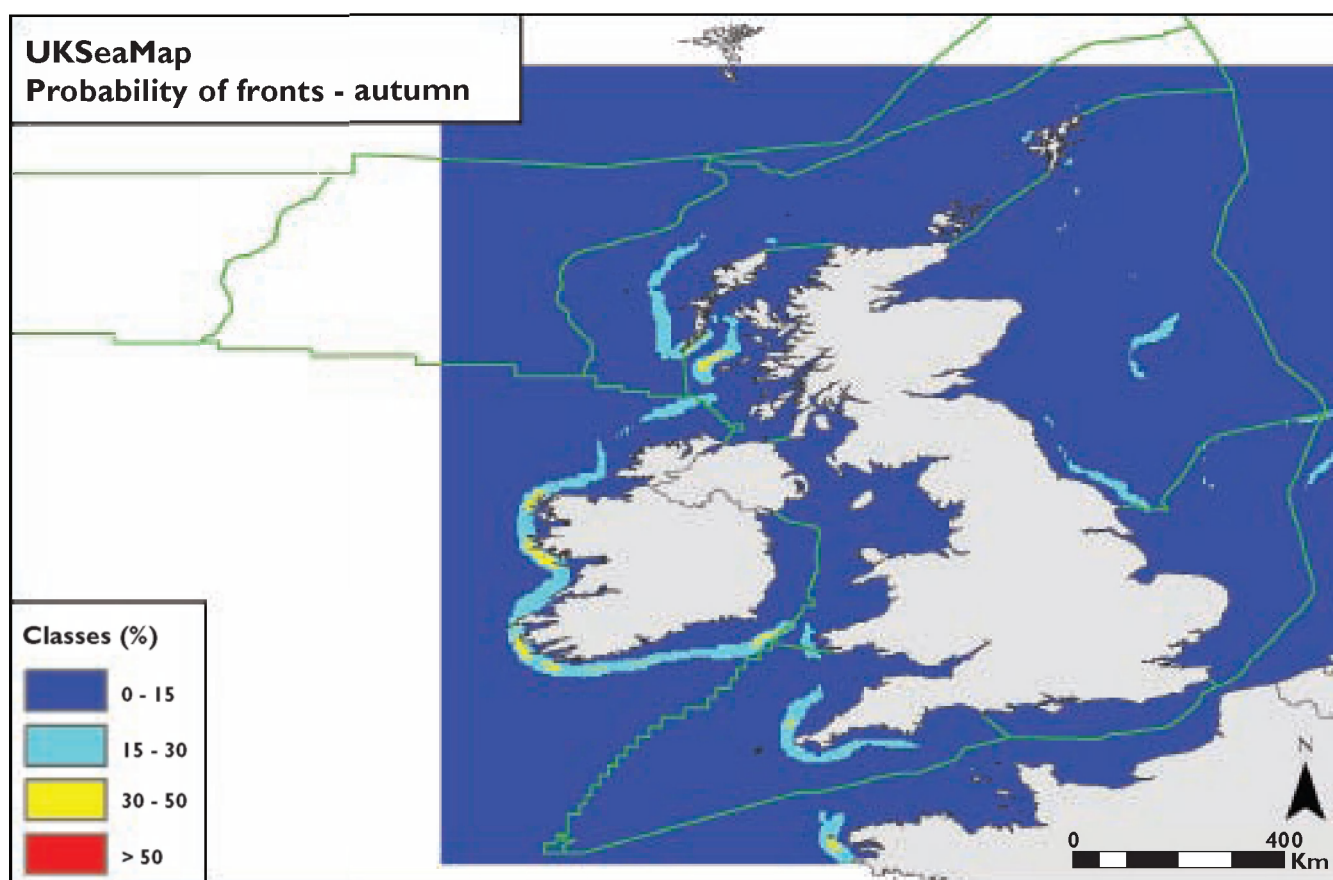 UKSeaMap
Probability of fronts - autumn
Classes (%)
0 - 15
15 - 30
30 - 50
> 50
N
0 400
Km